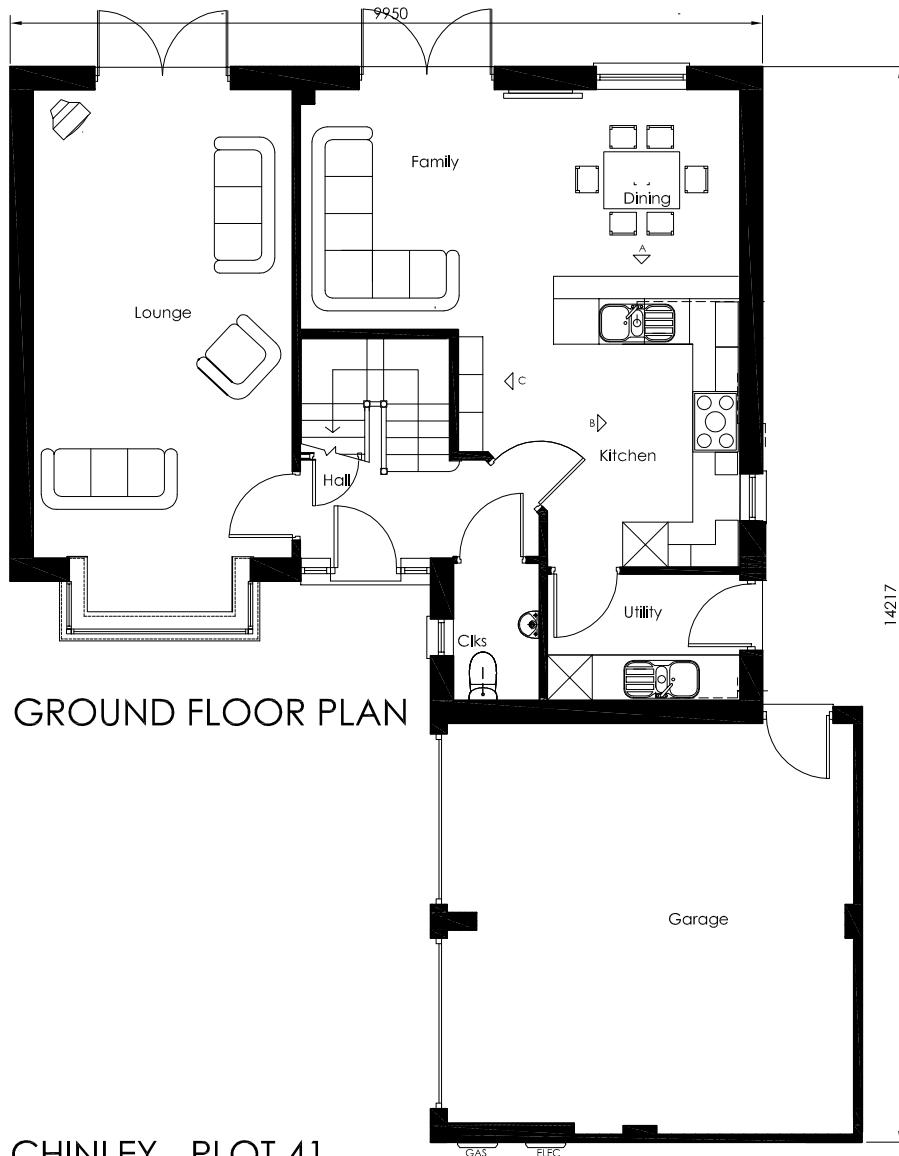 9950
Family
Dining
A
Lounge
C
B
Kitchen
Hall
14217
Utility
Clks
GROUND FLOOR PLAN
Garage
CHINLEY PLOT 41
GAS ELEC